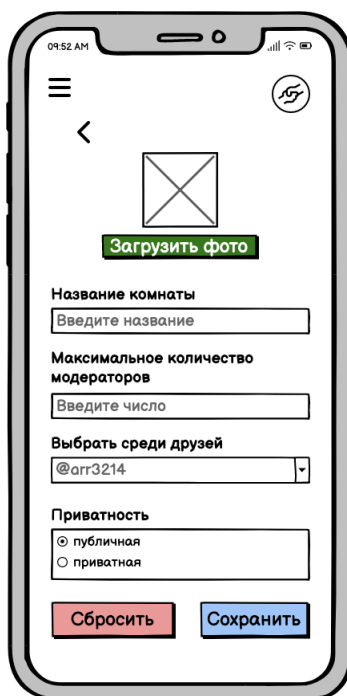 09:52 AM
Загрузить фото
Название комнаты
Введите название
Максимальное количество
модераторов
Введите число
Выбрать среди друзей
@arr3214
Приватность
публичная
приватная
Сбросить
Сохранить